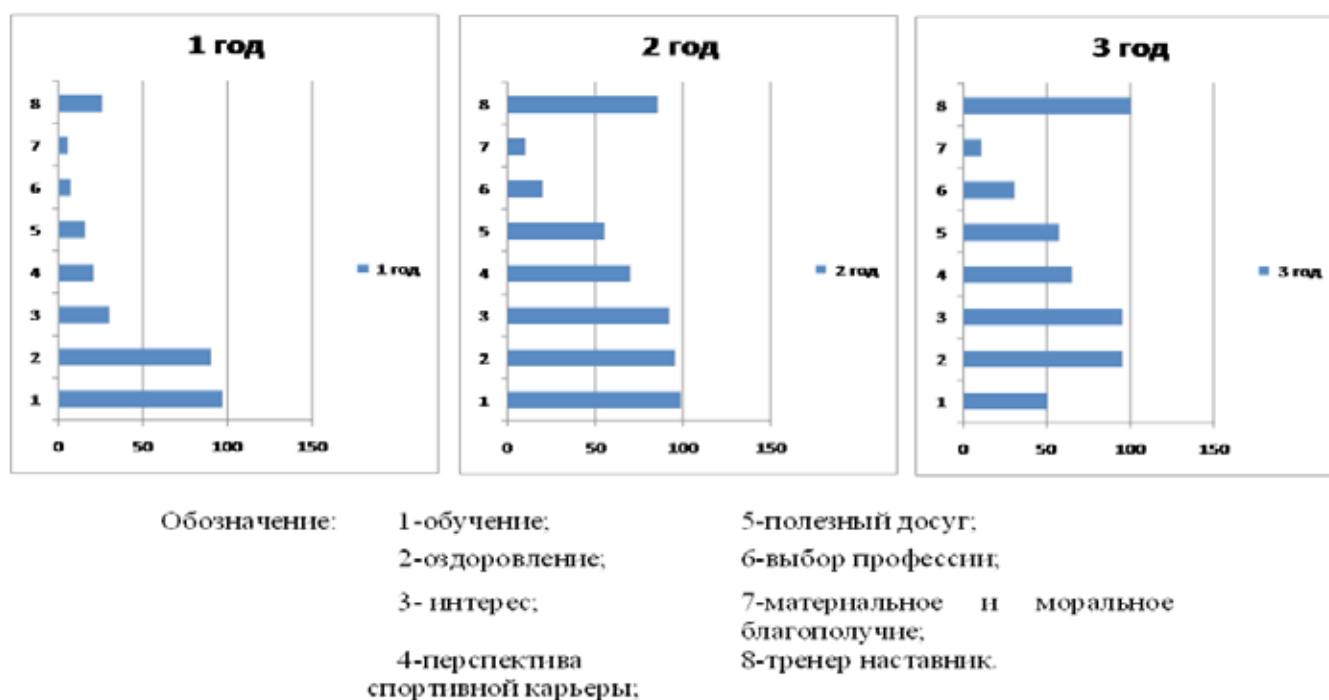 1 год
8
7
6
5
4
3
2
1
0 50 100 150
1 год
2 год
8
7
6
5
4
3
2
1
0 50 100 150
2 год
3 год
8
7
6
5
4
3
2
1
0 50 100 150
3 год
Обозначение: 1-обучение; 5-полезный досуг;
2-оздоровление; 6-выбор профессии;
3- интерес; 7-материальное и моральное
благополучие;
4-перспектива 8-тренер наставник.
спортивной карьеры;